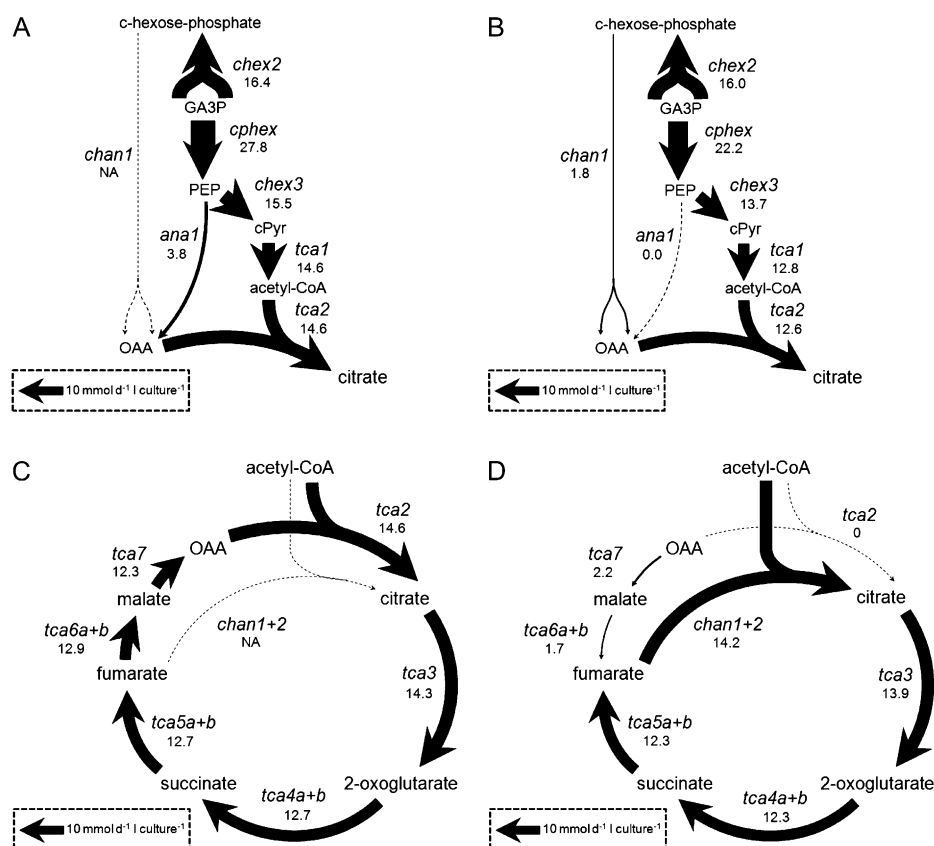 A
c-hexose-phosphate
chex2
16.4
GA3P
cphex
27.8
chan1
NA
PEP
chex3
15.5
cPyr
ana1
3.8
tca1
14.6
acetyl-CoA
tca2
14.6
OAA
citrate
10 mmol d⁻¹ l culture⁻¹
B
c-hexose-phosphate
chex2
16.0
GA3P
cphex
22.2
chan1
1.8
PEP
chex3
13.7
cPyr
ana1
0.0
tca1
12.8
acetyl-CoA
tca2
12.6
OAA
citrate
10 mmol d⁻¹ l culture⁻¹
C
acetyl-CoA
tca2
14.6
OAA
tca7
12.3
malate
citrate
tca6a+b
12.9
chan1+2
NA
fumarate
tca3
14.3
tca5a+b
12.7
succinate
2-oxoglutarate
tca4a+b
12.7
10 mmol d⁻¹ l culture⁻¹
D
acetyl-CoA
tca2
0
OAA
tca7
2.2
malate
citrate
tca6a+b
1.7
chan1+2
14.2
fumarate
tca3
13.9
tca5a+b
12.3
succinate
2-oxoglutarate
tca4a+b
12.3
10 mmol d⁻¹ l culture⁻¹